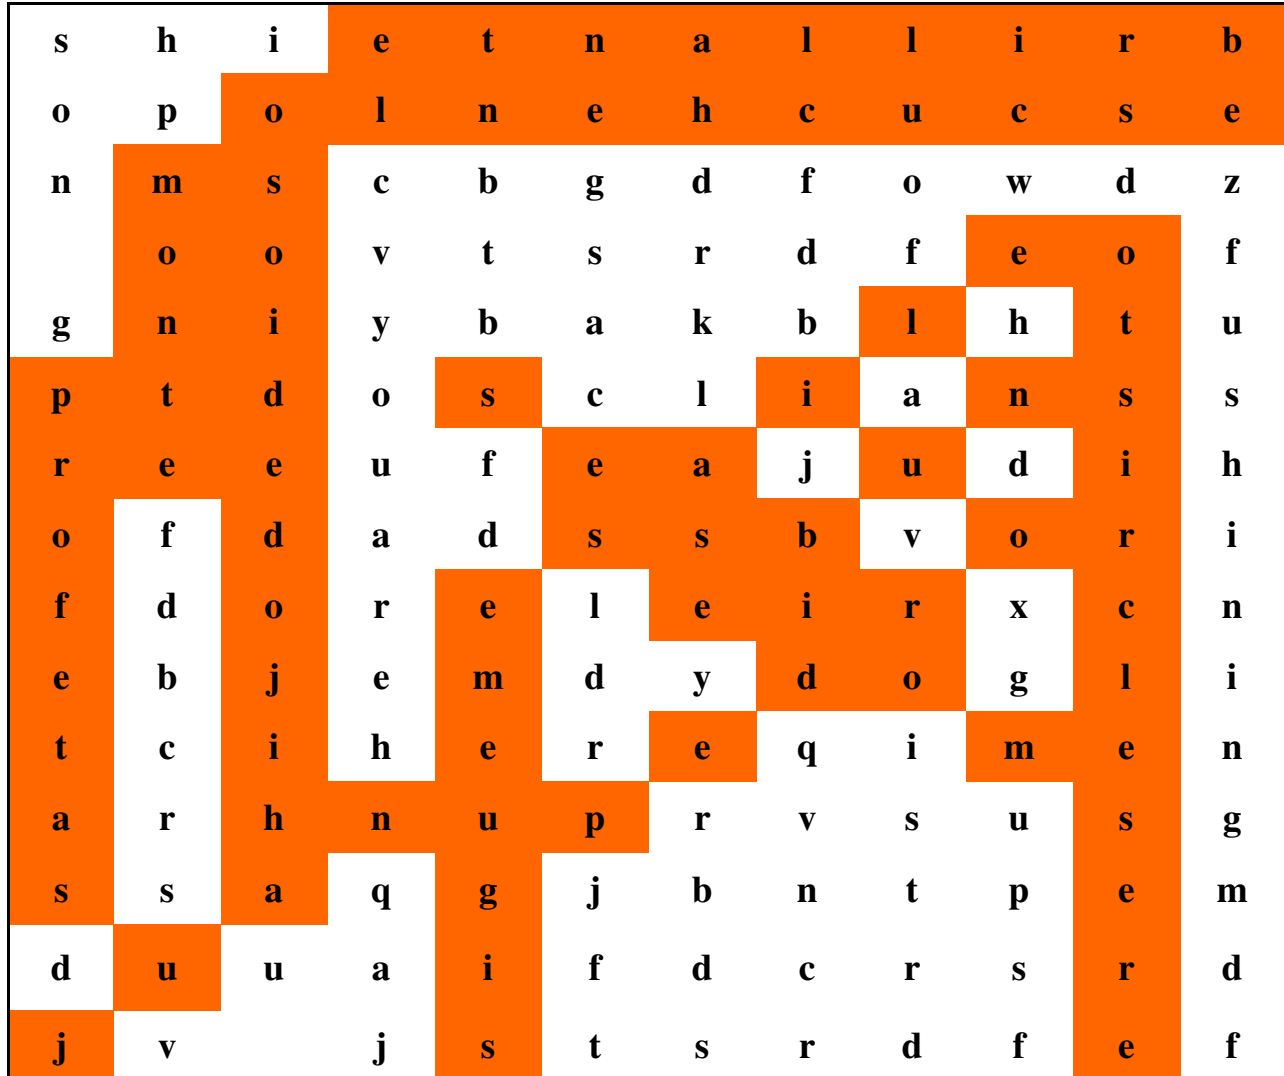 s h i e t n a l l i r b
o p o l n e h c u c s e
n m s c b g d f o w d z
o o v t s r d f e o f
g n i y b a k b l h t u
p t d o s c l i a n s s
r e e u f e a j u d i h
o f d a d s s b v o r i
f d o r e l e i r x c n
e b j e m d y d o g l i
t c i h e r e q i m e n
a r h n u p r v s u s g
s s a q g j b n t p e m
d u u a i f d c r s r d
j v j s t s r d f e f